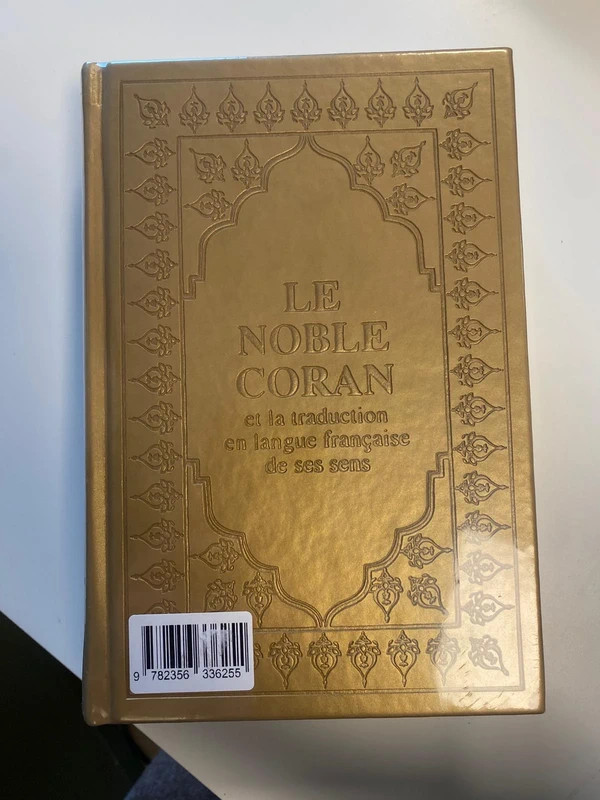 LE
NOBLE
CORAN
et la traduction
en langue française
de ses sens
9 782356 336255